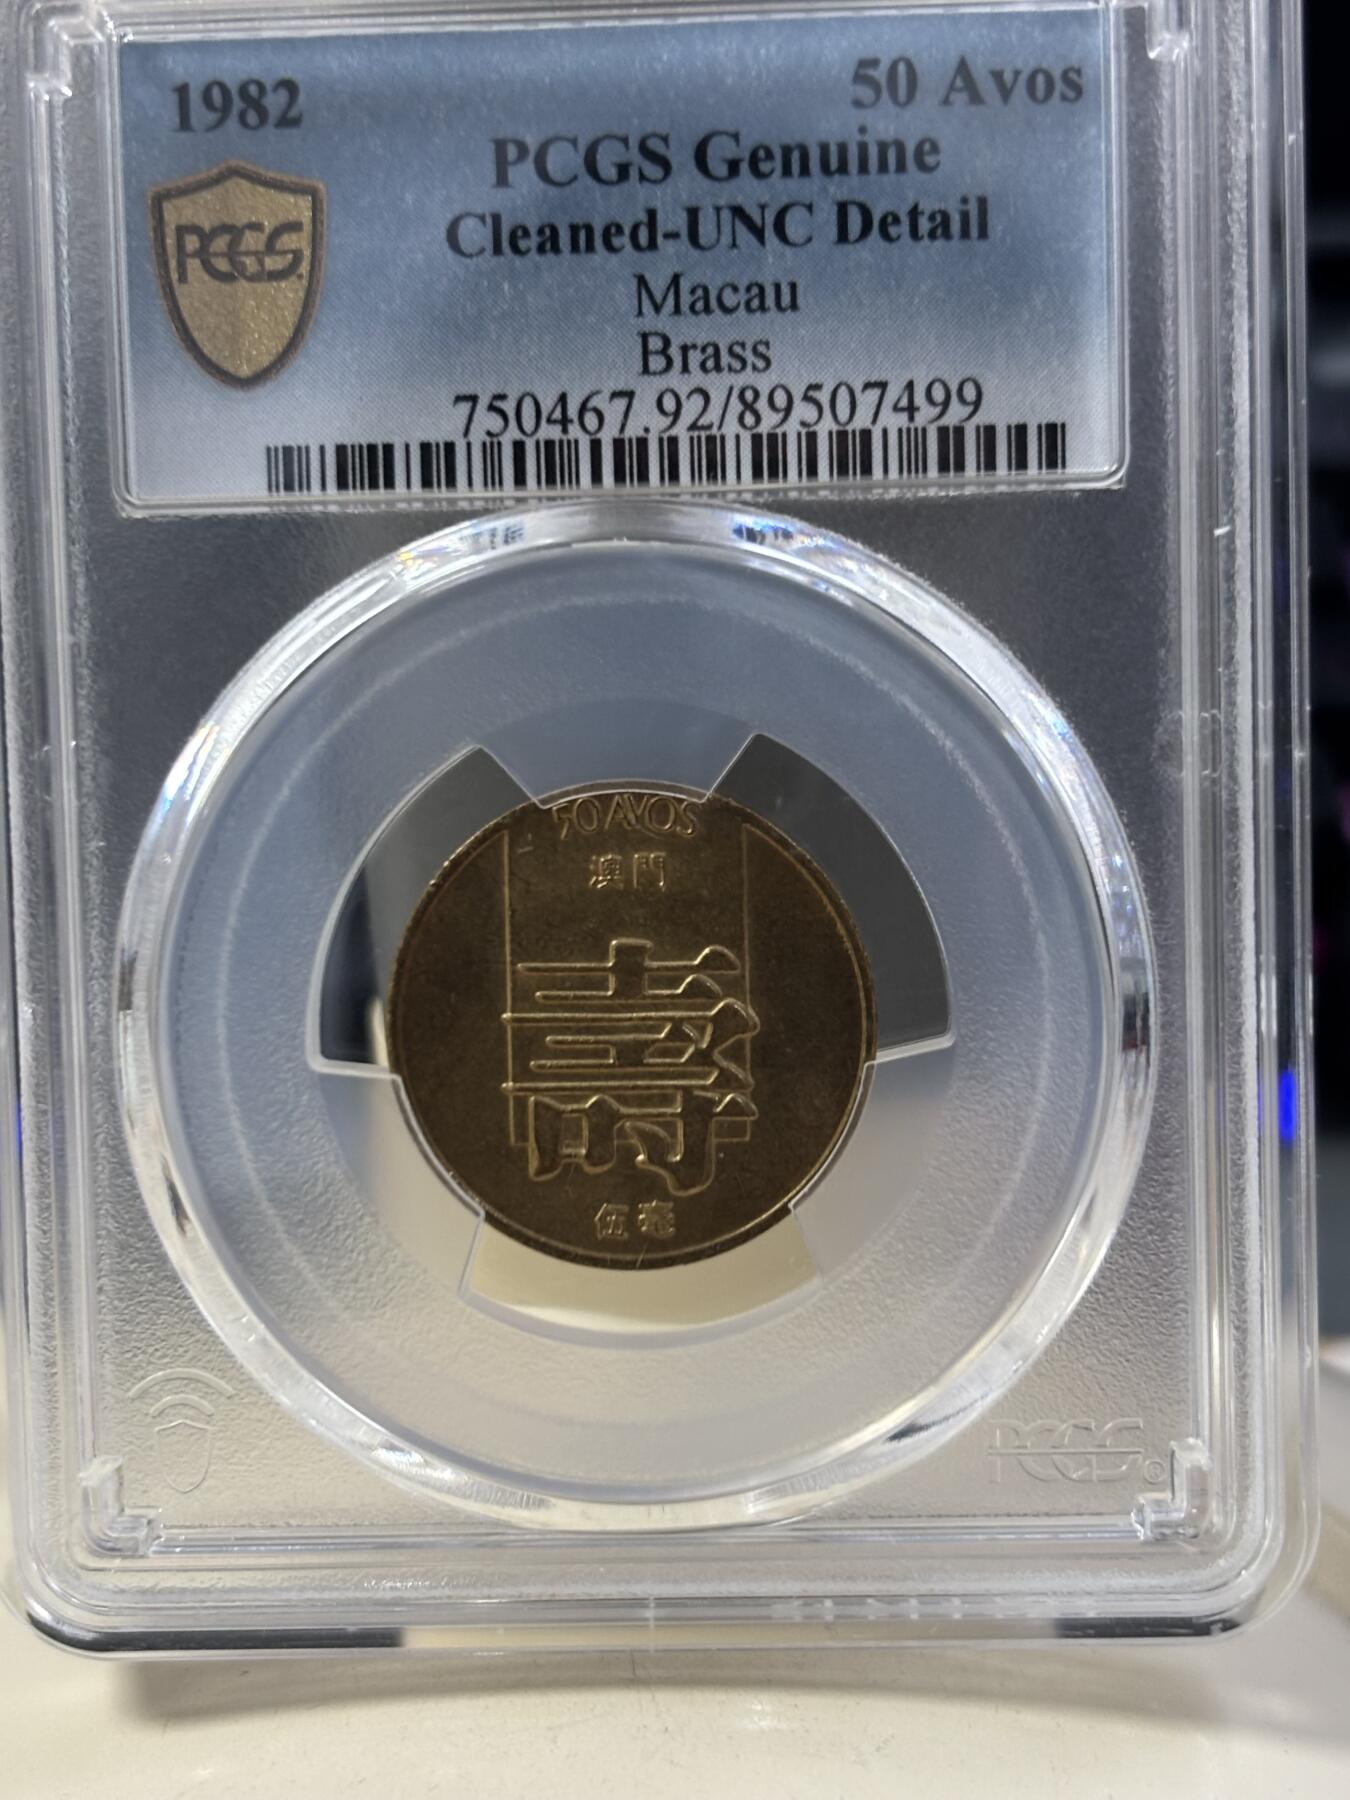 1982
50 Avos
PCGS Genuine
Cleaned-UNC Detail
Macau
Brass
750467.92/89507499
PCGS
50 AVOS
澳門
壽
伍毫
PCGS®